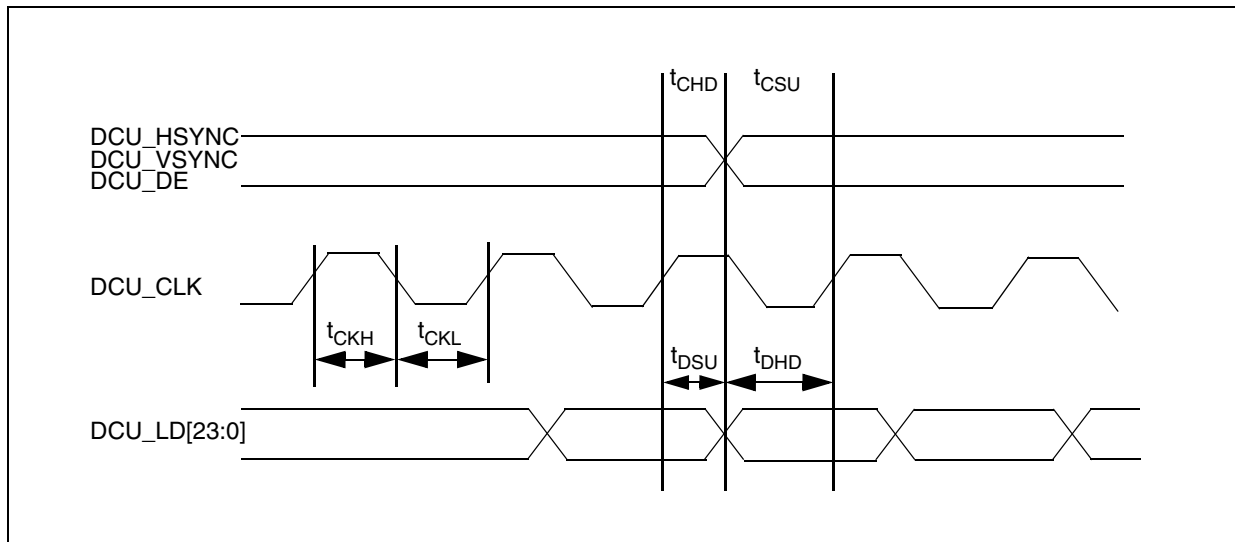 tCHD tCSU
DCU_HSYNC
DCU_VSYNC
DCU_DE
DCU_CLK
tCKH tCKL
tDSU tDHD
DCU_LD[23:0]